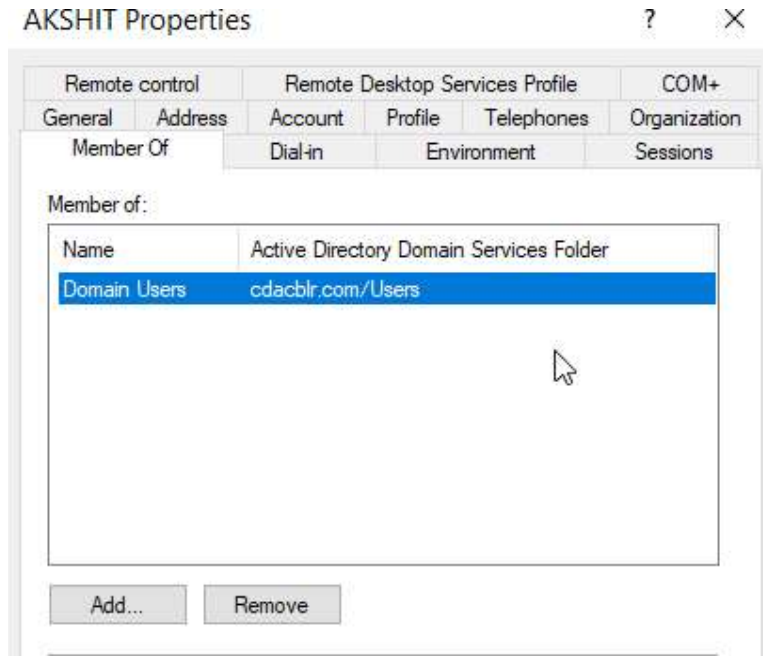 AKSHIT Properties ? ×
Remote control Remote Desktop Services Profile COM+
General Address Account Profile Telephones Organization
Member Of Dial-in Environment Sessions
Member of:
Name Active Directory Domain Services Folder
Domain Users cdacblr.com/Users
Add... Remove